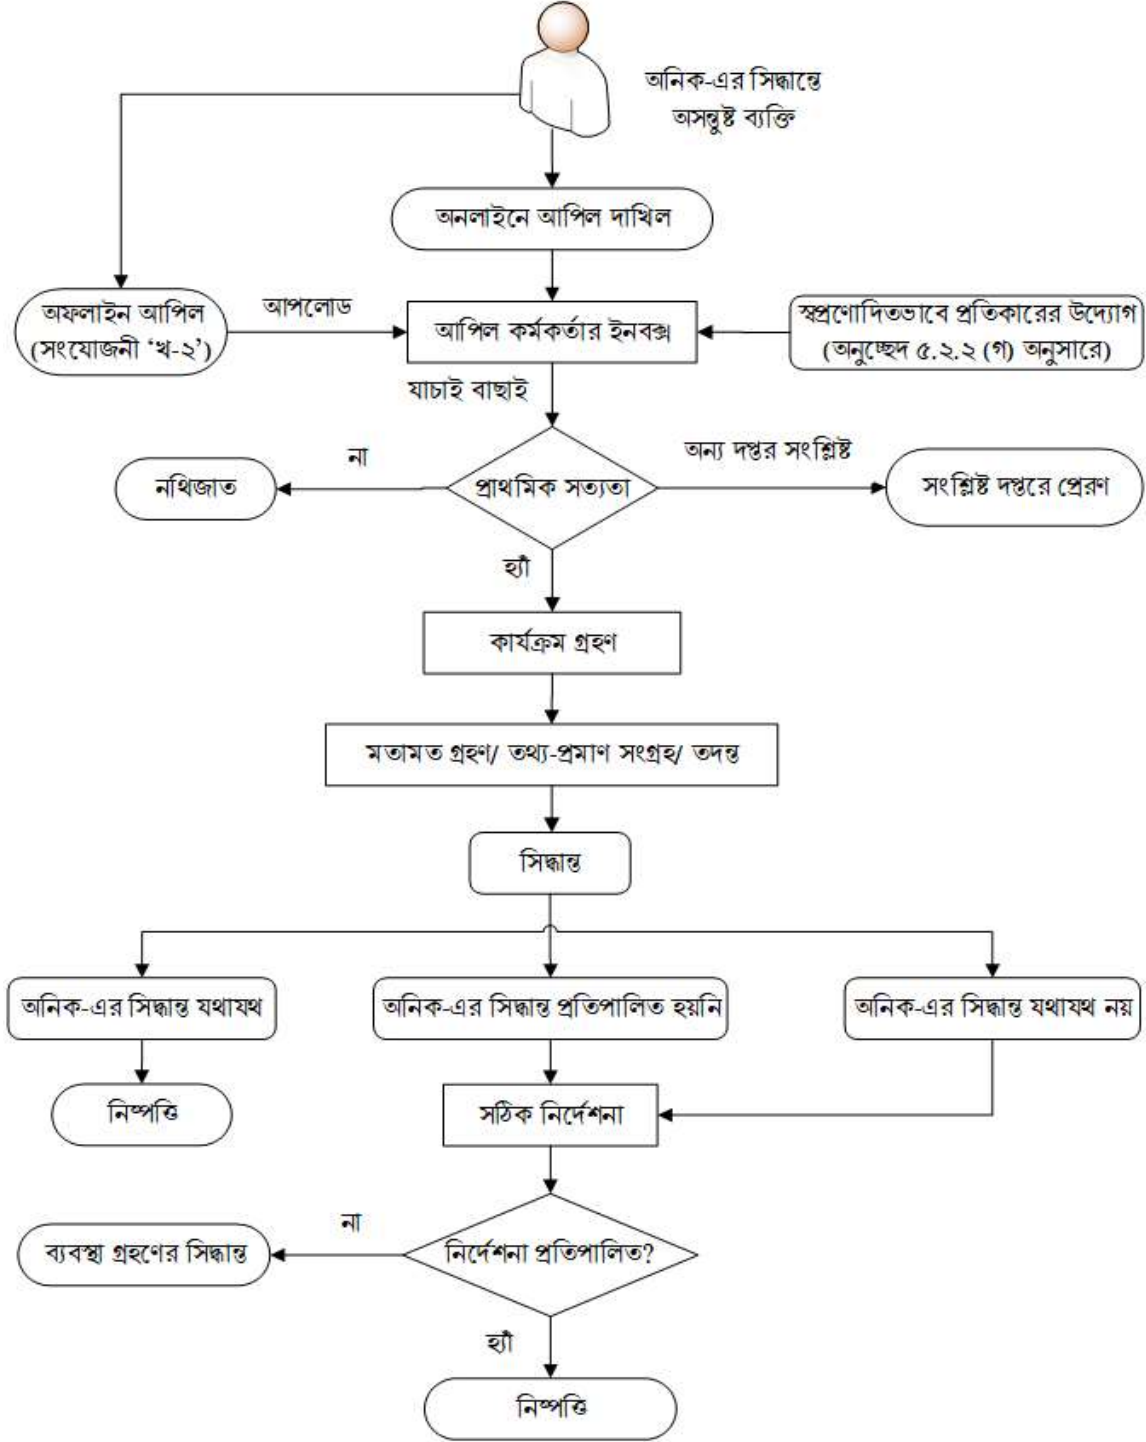 অনিক-এর সিদ্ধান্তে
অসন্তুষ্ট ব্যক্তি
অনলাইনে আপিল দাখিল
অফলাইন আপিল
(সংযোজনী ‘খ-২’)
আপলোড
আপিল কর্মকর্তার ইনবক্স
স্বপ্রণোদিতভাবে প্রতিকারের উদ্যোগ
(অনুচ্ছেদ ৫.২.২ (গ) অনুসারে)
যাচাই বাছাই
না
অন্য দপ্তর সংশ্লিষ্ট
নথিজাত
প্রাথমিক সত্যতা
সংশ্লিষ্ট দপ্তরে প্রেরণ
হ্যাঁ
কার্যক্রম গ্রহণ
মতামত গ্রহণ/ তথ্য-প্রমাণ সংগ্রহ/ তদন্ত
সিদ্ধান্ত
অনিক-এর সিদ্ধান্ত যথাযথ
অনিক-এর সিদ্ধান্ত প্রতিপালিত হয়নি
অনিক-এর সিদ্ধান্ত যথাযথ নয়
নিষ্পত্তি
সঠিক নির্দেশনা
না
ব্যবস্থা গ্রহণের সিদ্ধান্ত
নির্দেশনা প্রতিপালিত?
হ্যাঁ
নিষ্পত্তি